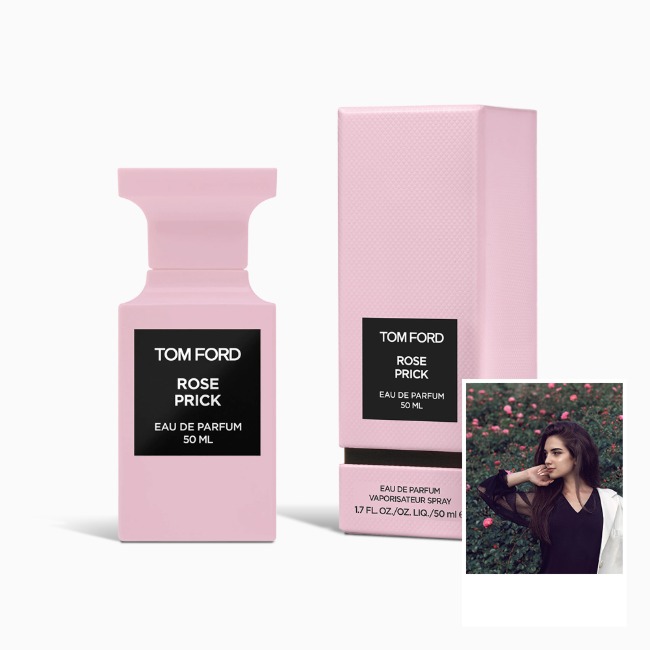 TOM FORD
ROSE
PRICK
EAU DE PARFUM
50 ML
TOM FORD
ROSE
PRICK
EAU DE PARFUM
50 ML
EAU DE PARFUM
VAPORISATEUR SPRAY
1.7 FL. OZ./OZ. LIQ./50 ml e